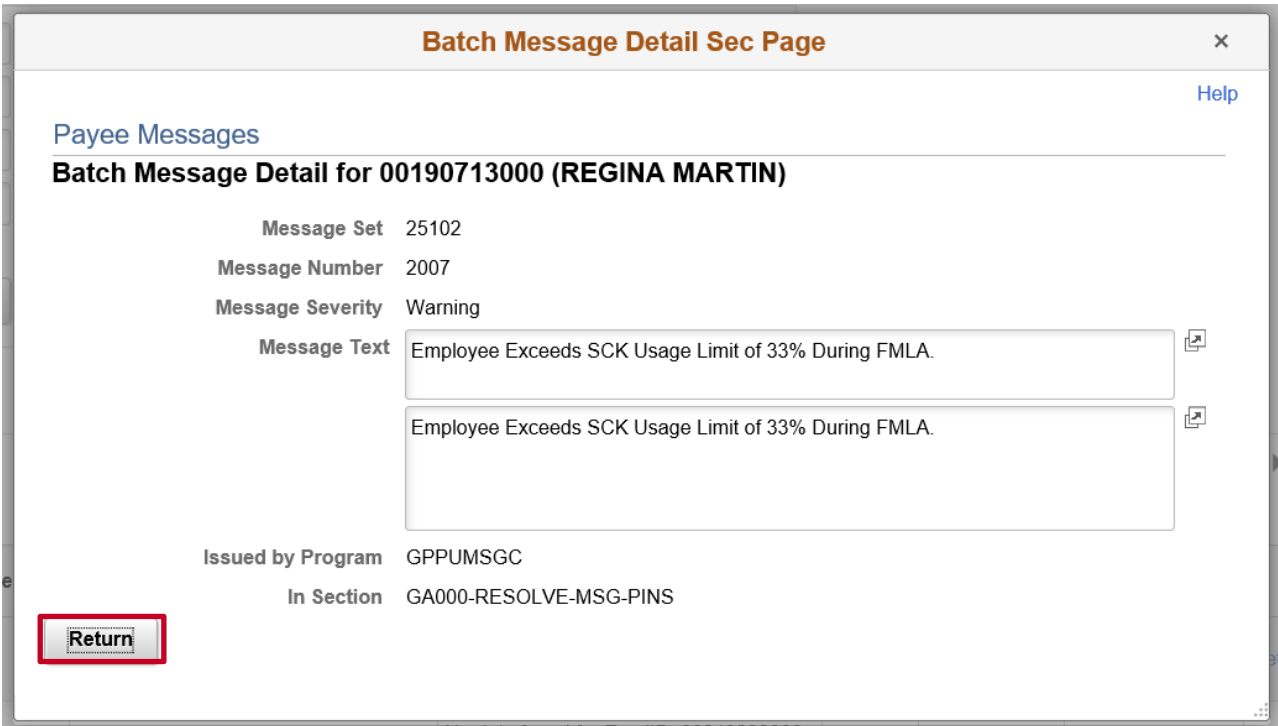 Batch Message Detail Sec Page ×
Help
Payee Messages
Batch Message Detail for 00190713000 (REGINA MARTIN)
Message Set 25102
Message Number 2007
Message Severity Warning
Message Text Employee Exceeds SCK Usage Limit of 33% During FMLA.
Employee Exceeds SCK Usage Limit of 33% During FMLA.
Issued by Program GPPUMSGC
In Section GA000-RESOLVE-MSG-PINS
Return